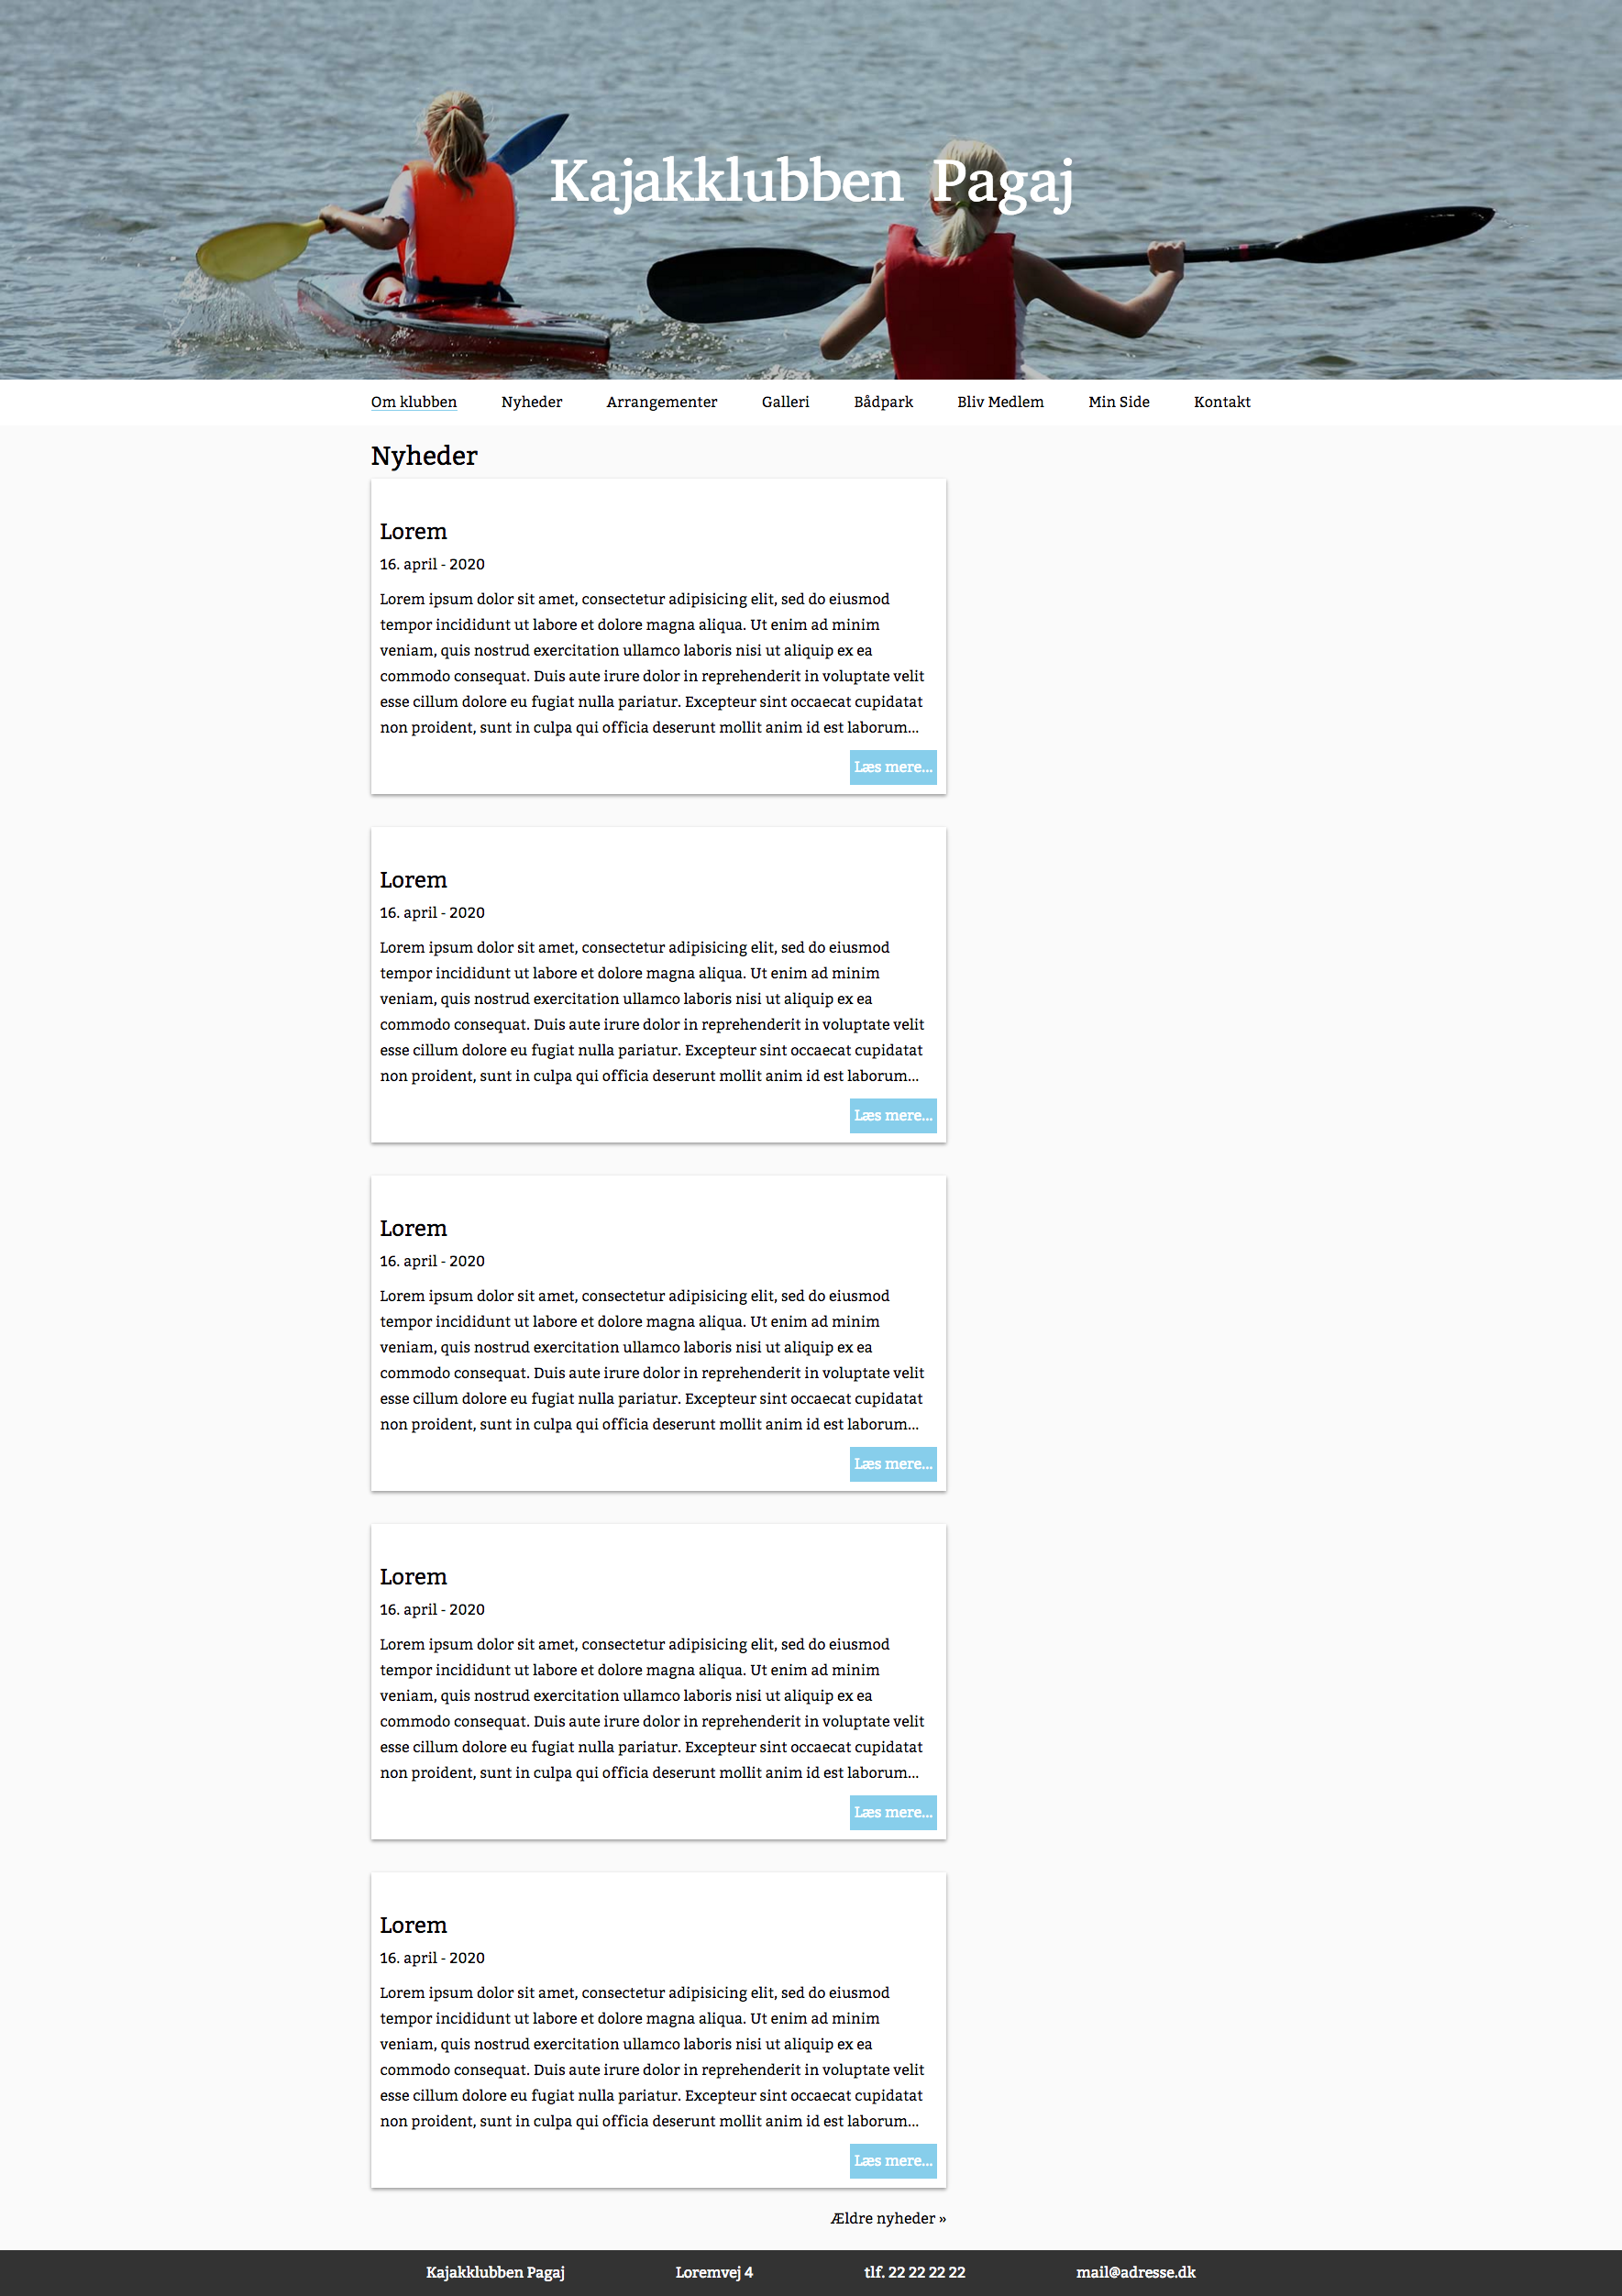 Kajakklubben Pagaj
Om klubben Nyheder Arrangementer Galleri Bådpark Bliv Medlem Min Side Kontakt
Nyheder
Lorem
16. april - 2020
Lorem ipsum dolor sit amet, consectetur adipisicing elit, sed do eiusmod
tempor incididunt ut labore et dolore magna aliqua. Ut enim ad minim
veniam, quis nostrud exercitation ullamco laboris nisi ut aliquip ex ea
commodo consequat. Duis aute irure dolor in reprehenderit in voluptate velit
esse cillum dolore eu fugiat nulla pariatur. Excepteur sint occaecat cupidatat
non proident, sunt in culpa qui officia deserunt mollit anim id est laborum...
Læs mere...
Lorem
16. april - 2020
Lorem ipsum dolor sit amet, consectetur adipisicing elit, sed do eiusmod
tempor incididunt ut labore et dolore magna aliqua. Ut enim ad minim
veniam, quis nostrud exercitation ullamco laboris nisi ut aliquip ex ea
commodo consequat. Duis aute irure dolor in reprehenderit in voluptate velit
esse cillum dolore eu fugiat nulla pariatur. Excepteur sint occaecat cupidatat
non proident, sunt in culpa qui officia deserunt mollit anim id est laborum...
Læs mere...
Lorem
16. april - 2020
Lorem ipsum dolor sit amet, consectetur adipisicing elit, sed do eiusmod
tempor incididunt ut labore et dolore magna aliqua. Ut enim ad minim
veniam, quis nostrud exercitation ullamco laboris nisi ut aliquip ex ea
commodo consequat. Duis aute irure dolor in reprehenderit in voluptate velit
esse cillum dolore eu fugiat nulla pariatur. Excepteur sint occaecat cupidatat
non proident, sunt in culpa qui officia deserunt mollit anim id est laborum...
Læs mere...
Lorem
16. april - 2020
Lorem ipsum dolor sit amet, consectetur adipisicing elit, sed do eiusmod
tempor incididunt ut labore et dolore magna aliqua. Ut enim ad minim
veniam, quis nostrud exercitation ullamco laboris nisi ut aliquip ex ea
commodo consequat. Duis aute irure dolor in reprehenderit in voluptate velit
esse cillum dolore eu fugiat nulla pariatur. Excepteur sint occaecat cupidatat
non proident, sunt in culpa qui officia deserunt mollit anim id est laborum...
Læs mere...
Lorem
16. april - 2020
Lorem ipsum dolor sit amet, consectetur adipisicing elit, sed do eiusmod
tempor incididunt ut labore et dolore magna aliqua. Ut enim ad minim
veniam, quis nostrud exercitation ullamco laboris nisi ut aliquip ex ea
commodo consequat. Duis aute irure dolor in reprehenderit in voluptate velit
esse cillum dolore eu fugiat nulla pariatur. Excepteur sint occaecat cupidatat
non proident, sunt in culpa qui officia deserunt mollit anim id est laborum...
Læs mere...
Ældre nyheder »
Kajakklubben Pagaj Loremvej 4 tlf. 22 22 22 22 mail@adresse.dk